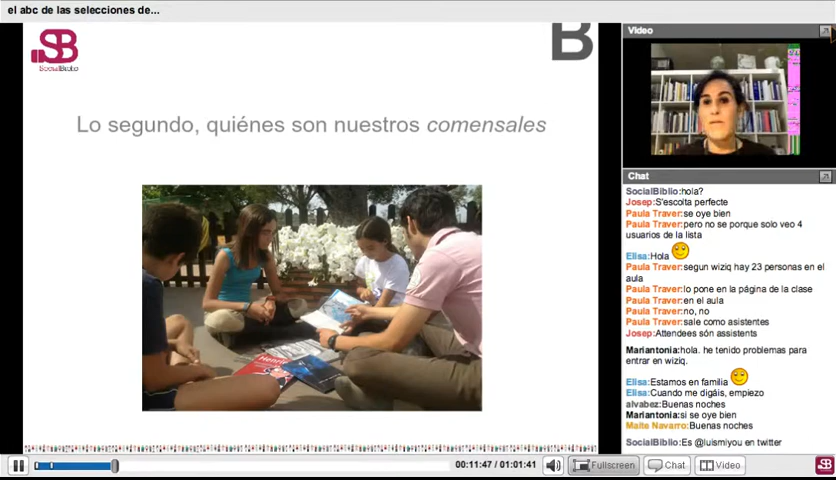 el abc de las selecciones de...
SB
SocialBiblio
B
Lo segundo, quiénes son nuestros comensales
Henri
Video
Chat
SocialBiblio:hola?
Josep:S'escolta perfecte
Paula Traver:se oye bien
Paula Traver:pero no se porque solo veo 4
usuarios de la lista
Elisa:Hola
Paula Traver:segun wiziq hay 23 personas en el
aula
Paula Traver:lo pone en la página de la clase
Paula Traver:en el aula
Paula Traver:no, no
Paula Traver:sale como asistentes
Josep:Attendees són assistents
Mariantonia:hola. he tenido problemas para
entrar en wiziq.
Elisa:Estamos en familia
Elisa:Cuando me digáis, empiezo
alvabez:Buenas noches
Mariantonia:si se oye bien
Maite Navarro:Buenas noches
SocialBiblio:Es @luismiyou en twitter
00:11:47 / 01:01:41
Fullscreen
Chat
Video
SB